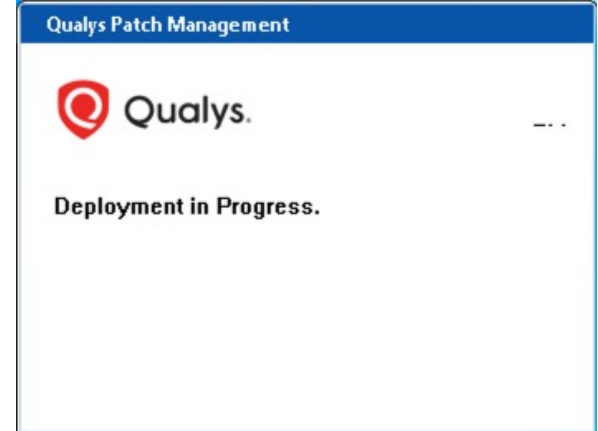 Qualys Patch Management
Qualys.
Deployment in Progress.